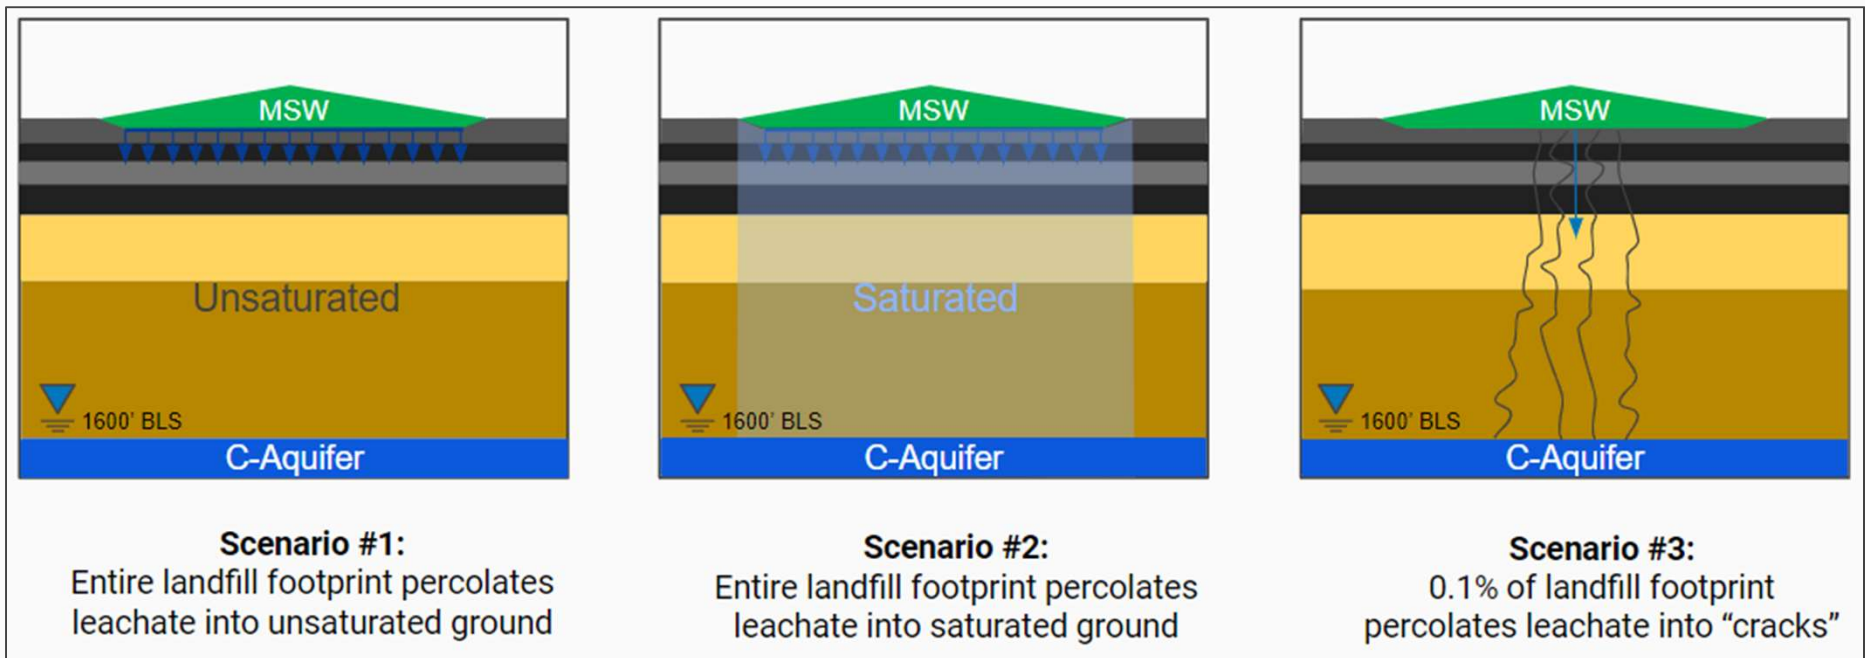 MSW
Unsaturated
1600' BLS
C-Aquifer
Scenario #1:
Entire landfill footprint percolates
leachate into unsaturated ground
MSW
Saturated
1600' BLS
C-Aquifer
Scenario #2:
Entire landfill footprint percolates
leachate into saturated ground
MSW
1600' BLS
C-Aquifer
Scenario #3:
0.1% of landfill footprint
percolates leachate into “cracks”